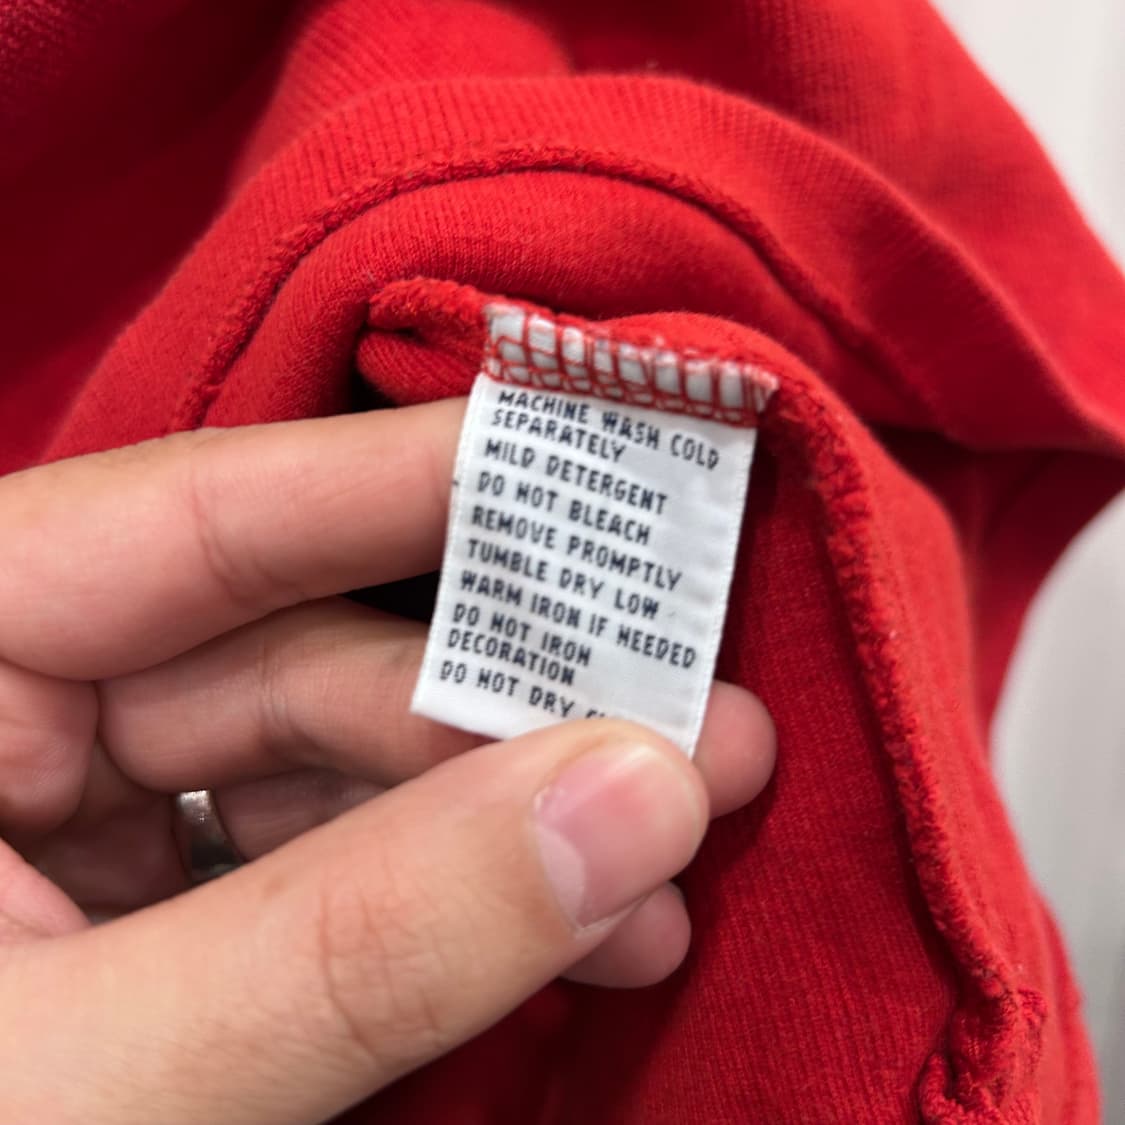 MACHINE WASH COLD
SEPARATELY
MILD DETERGENT
DO NOT BLEACH
REMOVE PROMPTLY
TUMBLE DRY LOW
WARM IRON IF NEEDED
DO NOT IRON
DECORATION
DO NOT DRY